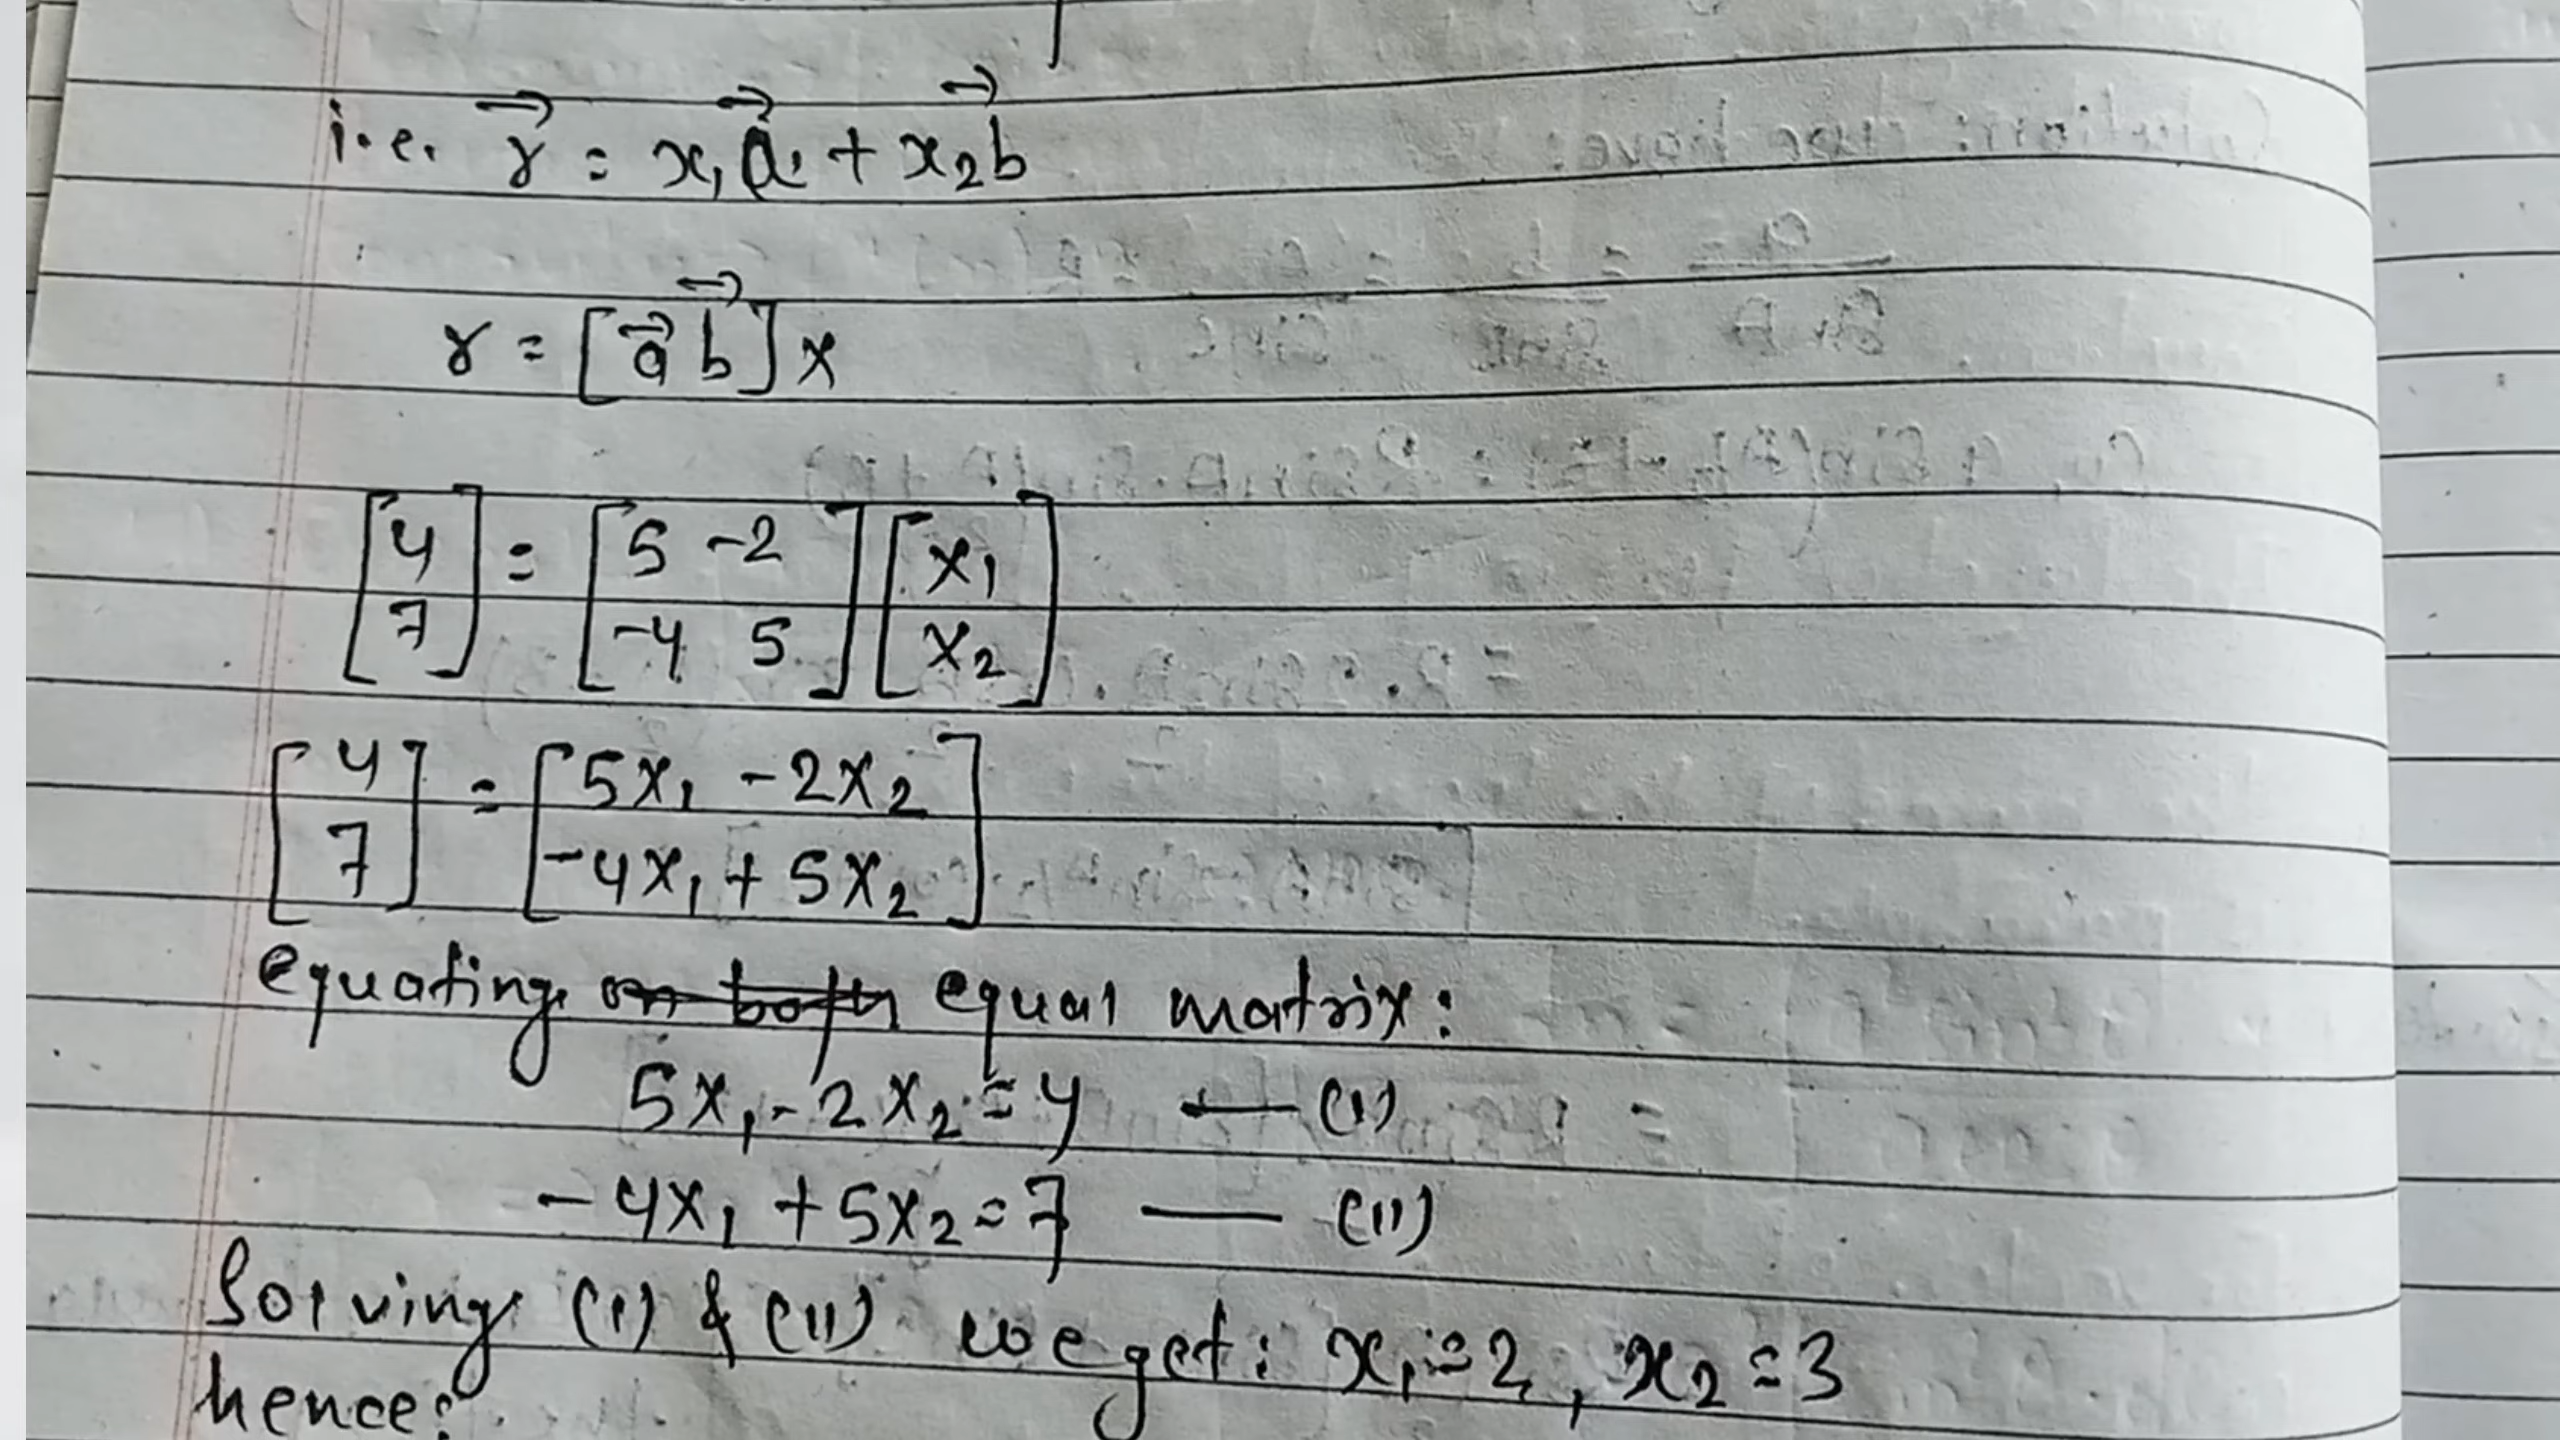 i.e. r⃗ = x₁a⃗ + x₂b⃗
r = [a⃗ b⃗] x
[4 7] = [5 -2 -4 5] [x₁ x₂]
[4 7] = [5x₁ -2x₂ -4x₁ + 5x₂]
equating on both equal matrix:
5x₁ - 2x₂ = 4 — (i)
-4x₁ + 5x₂ = 7 — (ii)
Solving (i) & (ii) we get: x₁ = 2, x₂ = 3
hence: